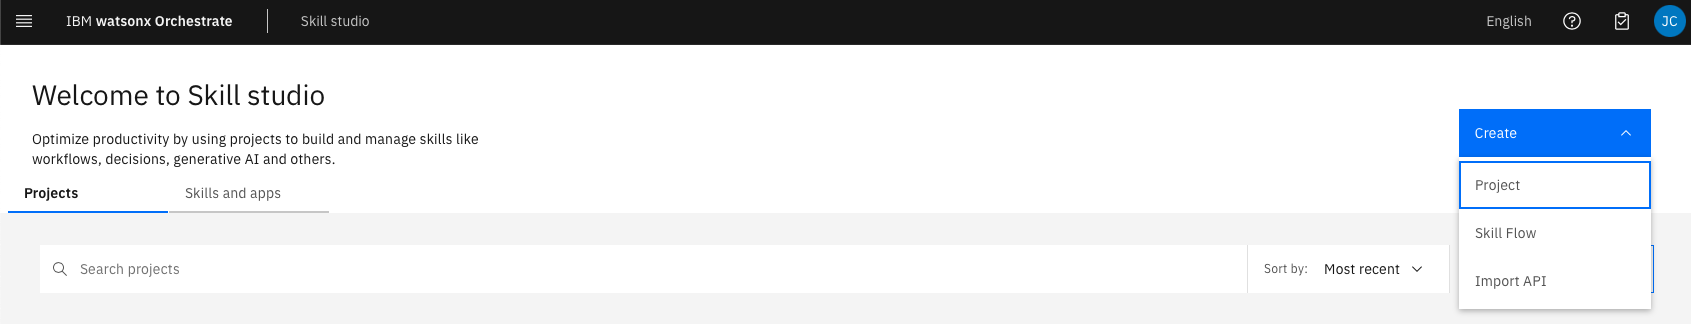 IBM watsonx Orchestrate
Skill studio
English
JC
Welcome to Skill studio
Optimize productivity by using projects to build and manage skills like
workflows, decisions, generative AI and others.
Create
Project
Skill Flow
Import API
Projects
Skills and apps
Search projects
Sort by:
Most recent